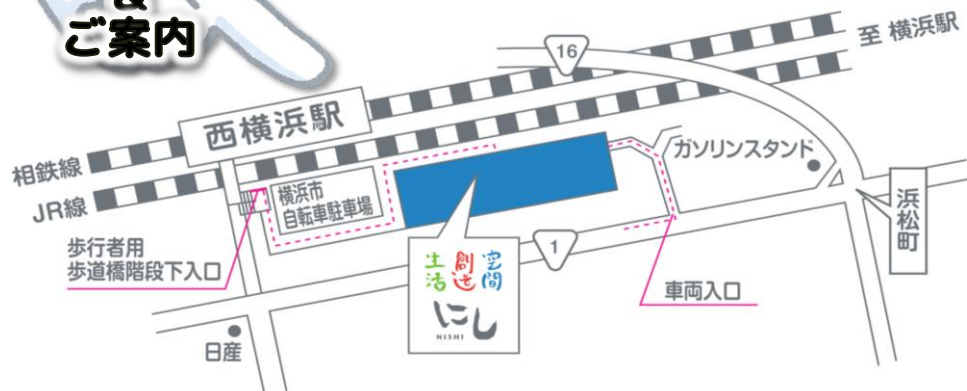 &
ご案内
16
至 横浜駅
西横浜駅
相鉄線
JR線
ガソリンスタンド
横浜市
自転車駐車場
浜松町
歩行者用
歩道橋階段下入口
1
生活 創造 空間
にし
NISHI
車両入口
日産